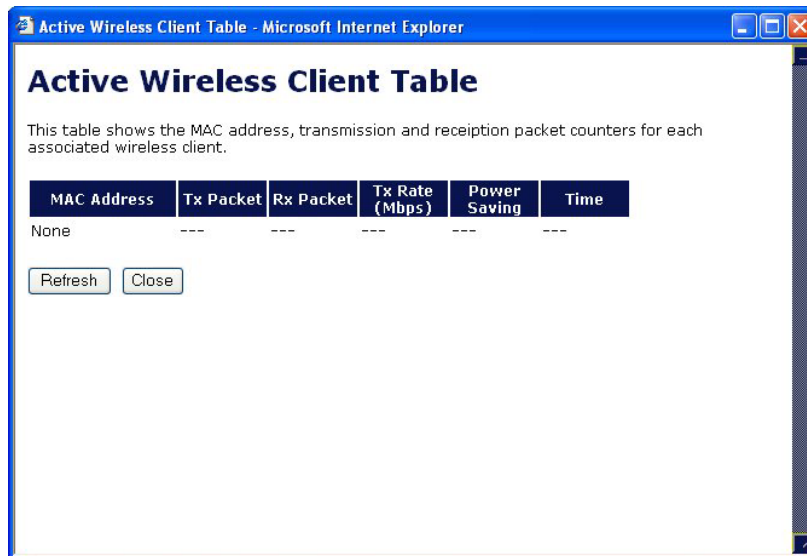 Active Wireless Client Table - Microsoft Internet Explorer
Active Wireless Client Table
This table shows the MAC address, transmission and receiption packet counters for each
associated wireless client.
MAC Address Tx Packet Rx Packet Tx Rate (Mbps) Power Saving Time
None --- --- --- --- ---
Refresh Close